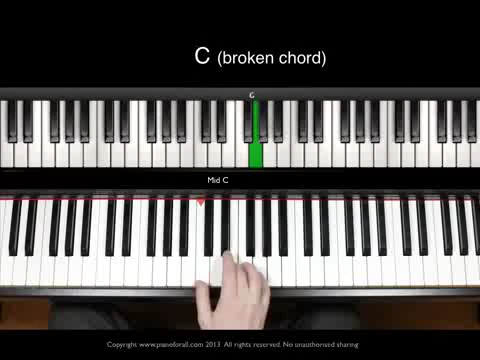 C (broken chord)
G
Mid C
Copyright www.pianoforall.com 2013 All rights reserved. No unauthorised sharing